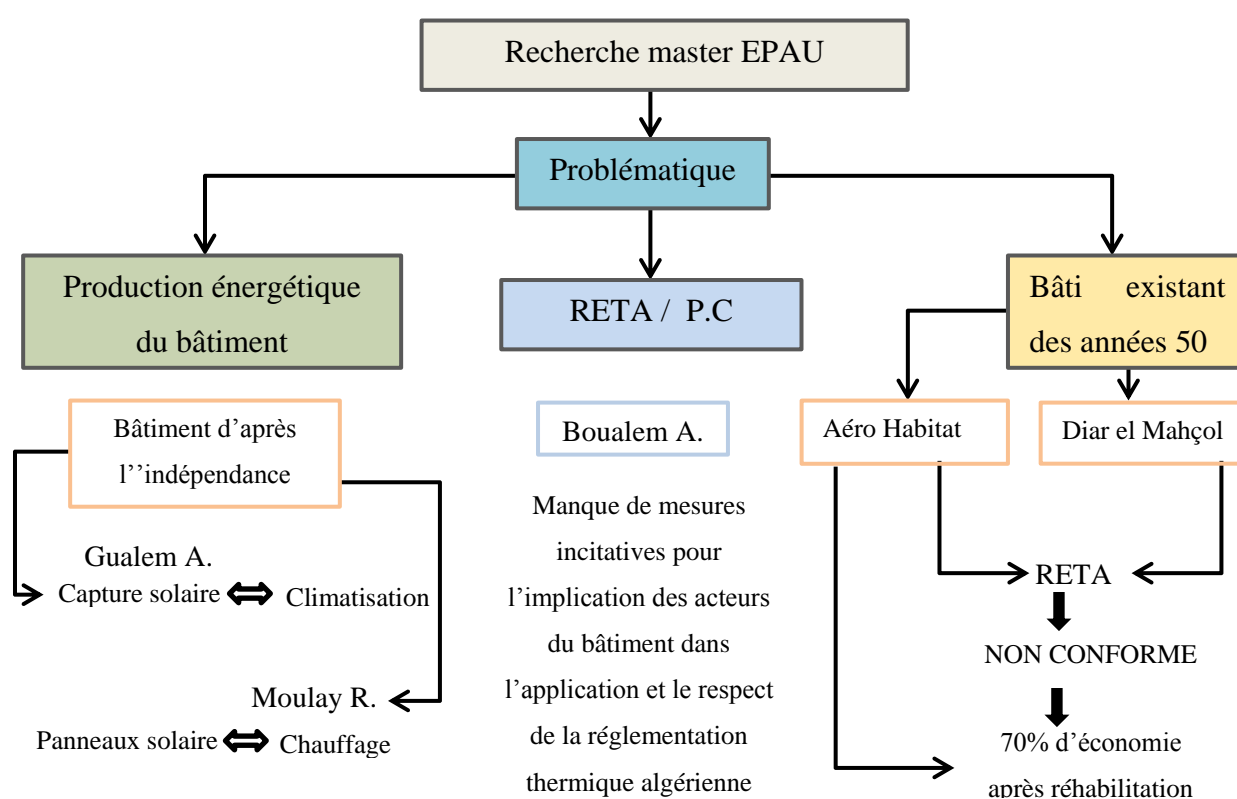 Recherche master EPAU
Problématique
Production énergétique
du bâtiment
RETA / P.C
Bâti existant
des années 50
Bâtiment d'après
l''indépendance
Gualem A.
Capture solaire Climatisation
Moulay R.
Panneaux solaire Chauffage
Boualem A.
Manque de mesures
incitatives pour
l'implication des acteurs
du bâtiment dans
l'application et le respect
de la réglementation
thermique algérienne
Aéro Habitat
Diar el Mahçol
RETA
NON CONFORME
70% d'économie
après réhabilitation